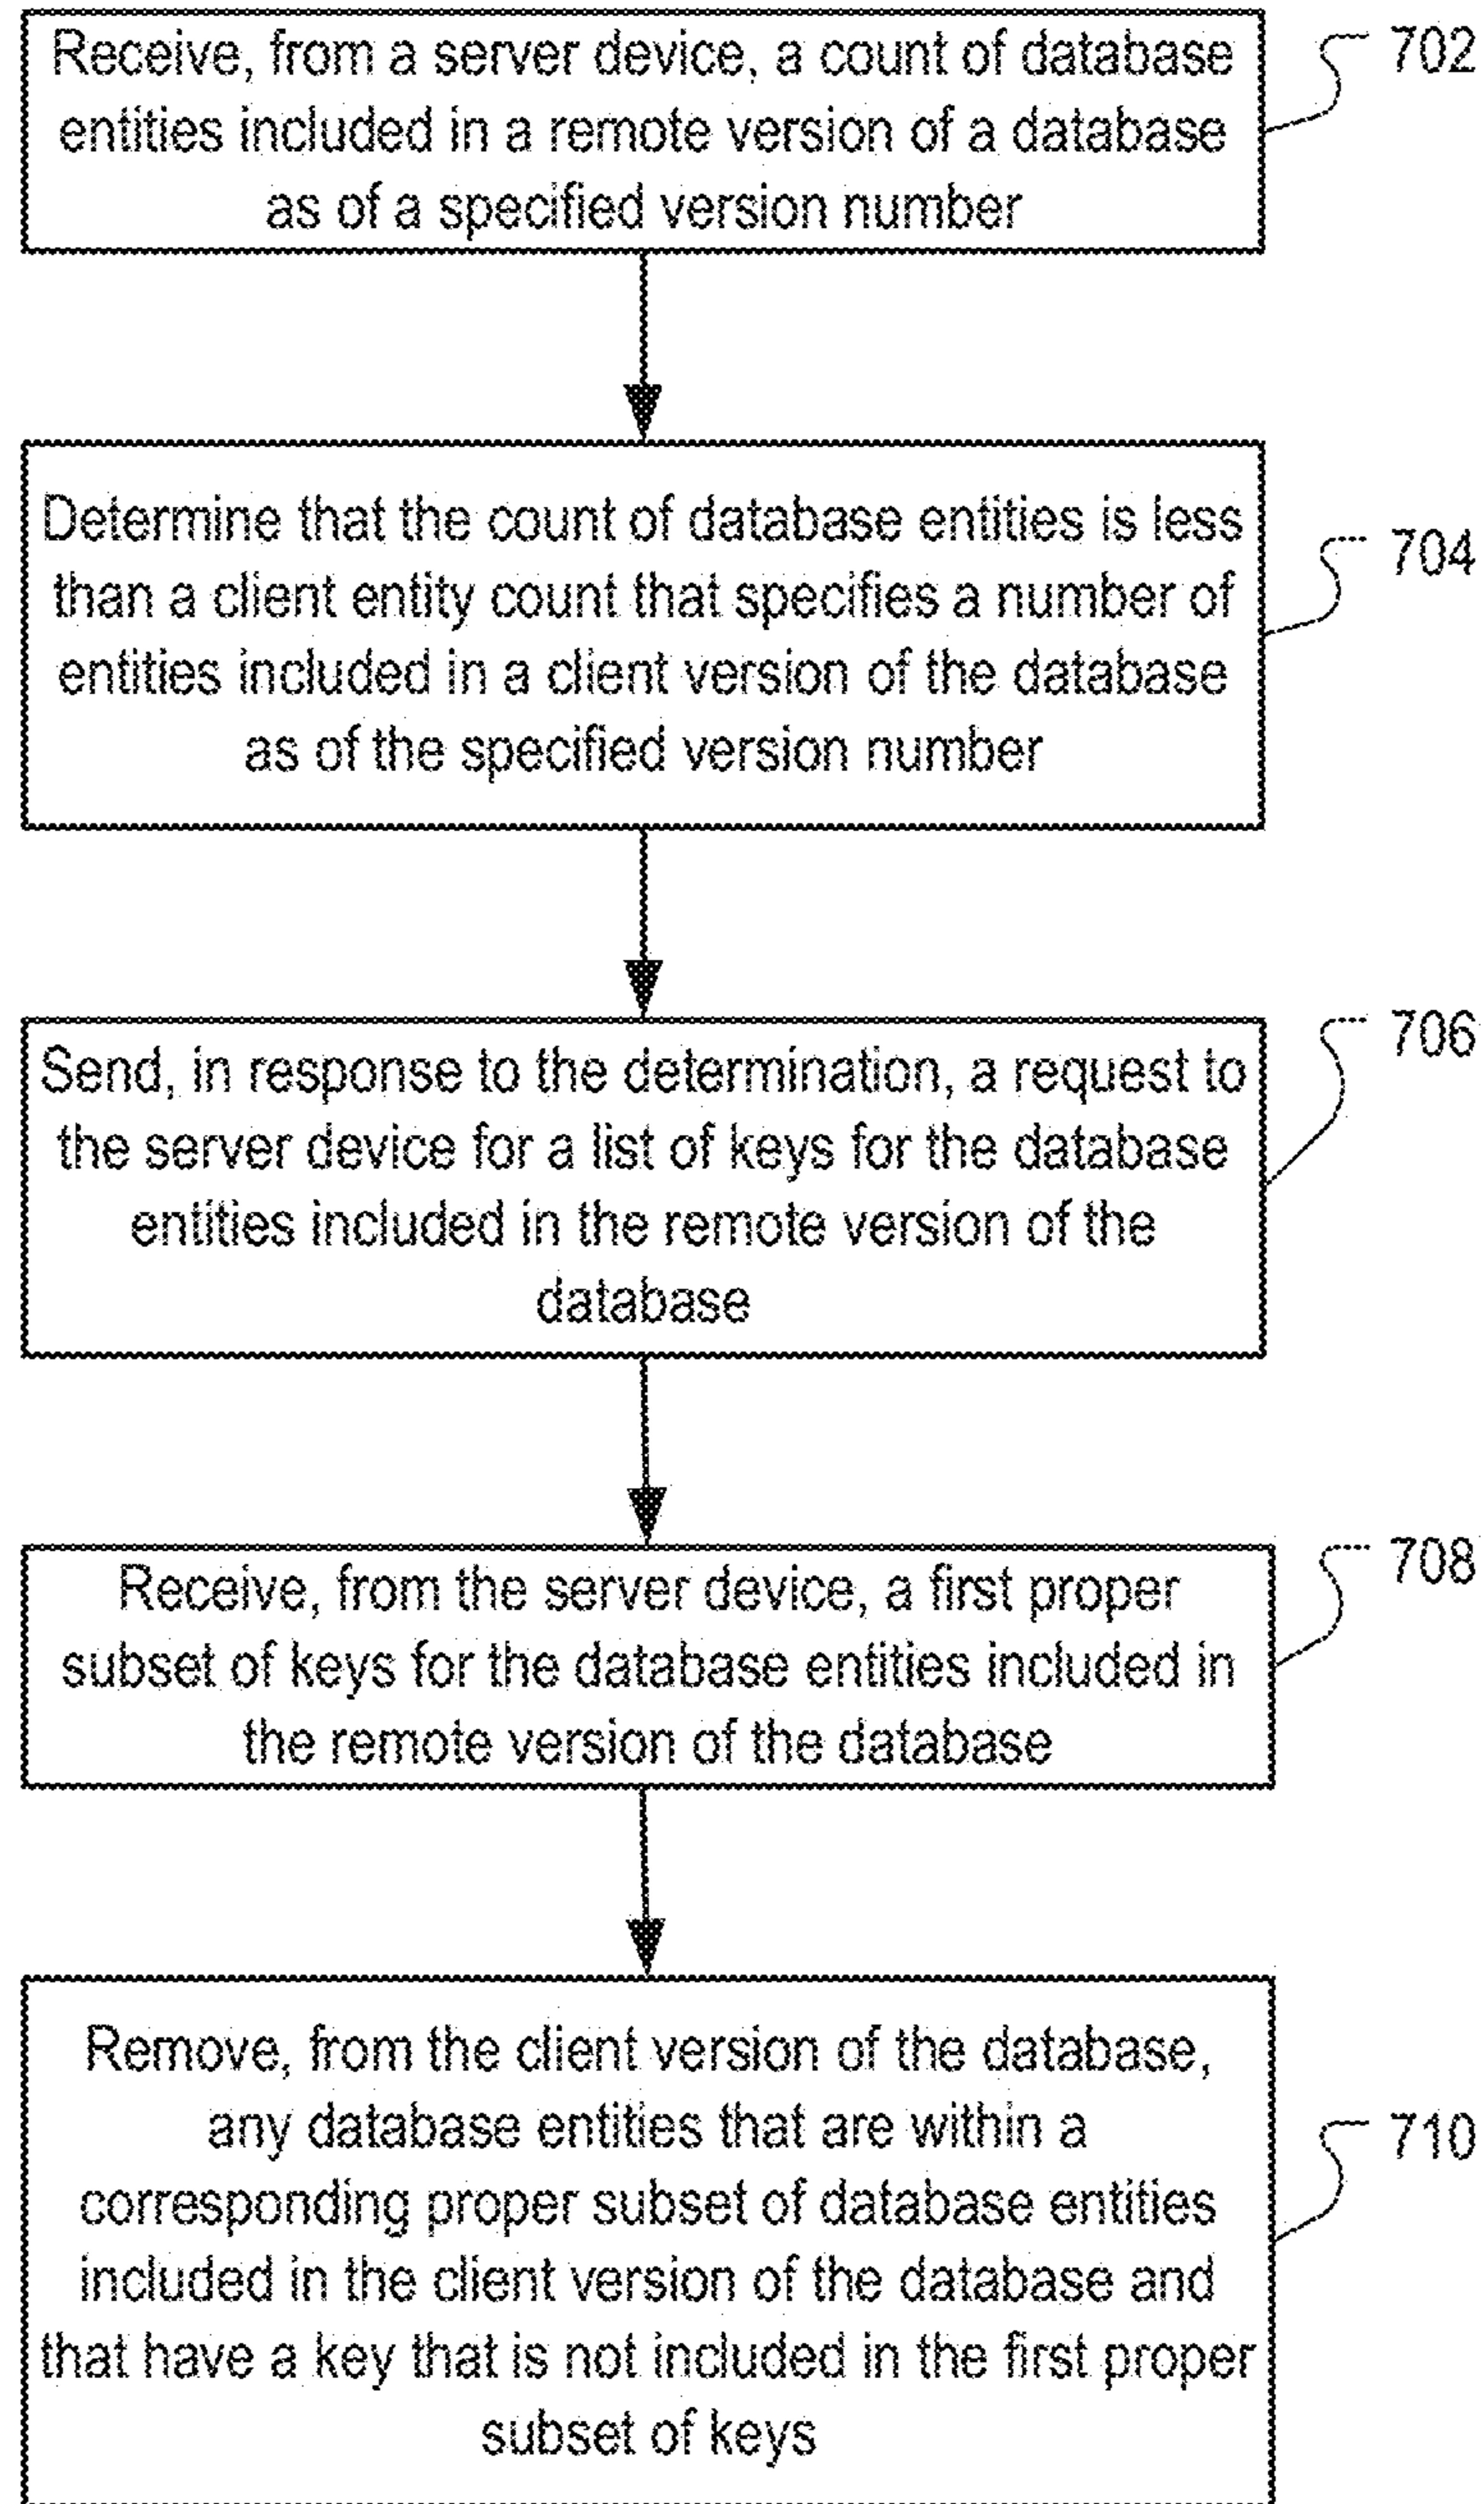 Receive, from a server device, a count of database
entities included in a remote version of a database
as of a specified version number
702
Determine that the count of database entities is less
than a client entity count that specifies a number of
entities included in a client version of the database
as of the specified version number
704
Send, in response to the determination, a request to
the server device for a list of keys for the database
entities included in the remote version of the
database
706
Receive, from the server device, a first proper
subset of keys for the database entities included in
the remote version of the database
708
Remove, from the client version of the database,
any database entities that are within a
corresponding proper subset of database entities
included in the client version of the database and
that have a key that is not included in the first proper
subset of keys
710